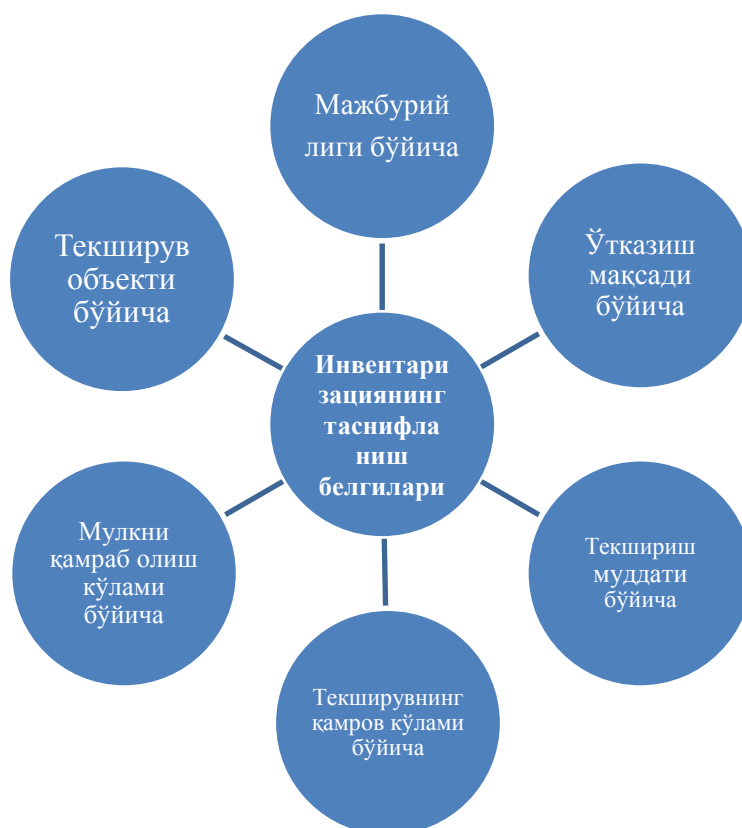 Мажбурий
лиги бўйича
Ўтказиш
мақсади
бўйича
Текширув
объекти
бўйича
Инвентари
зациянинг
таснифла
ниш
белгилари
Мулкни
қамраб олиш
кўлами
бўйича
Текшириш
муддати
бўйича
Текширувнинг
қамров кўлами
бўйича